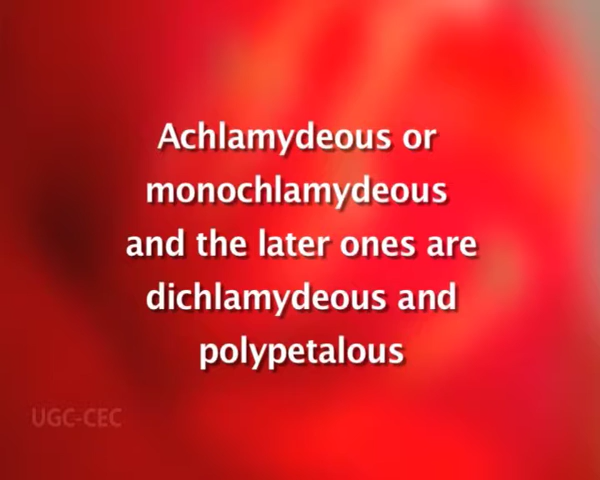 Achlamydeous or
monochlamydeous
and the later ones are
dichlamydeous and
polypetalous
UGC-CEC